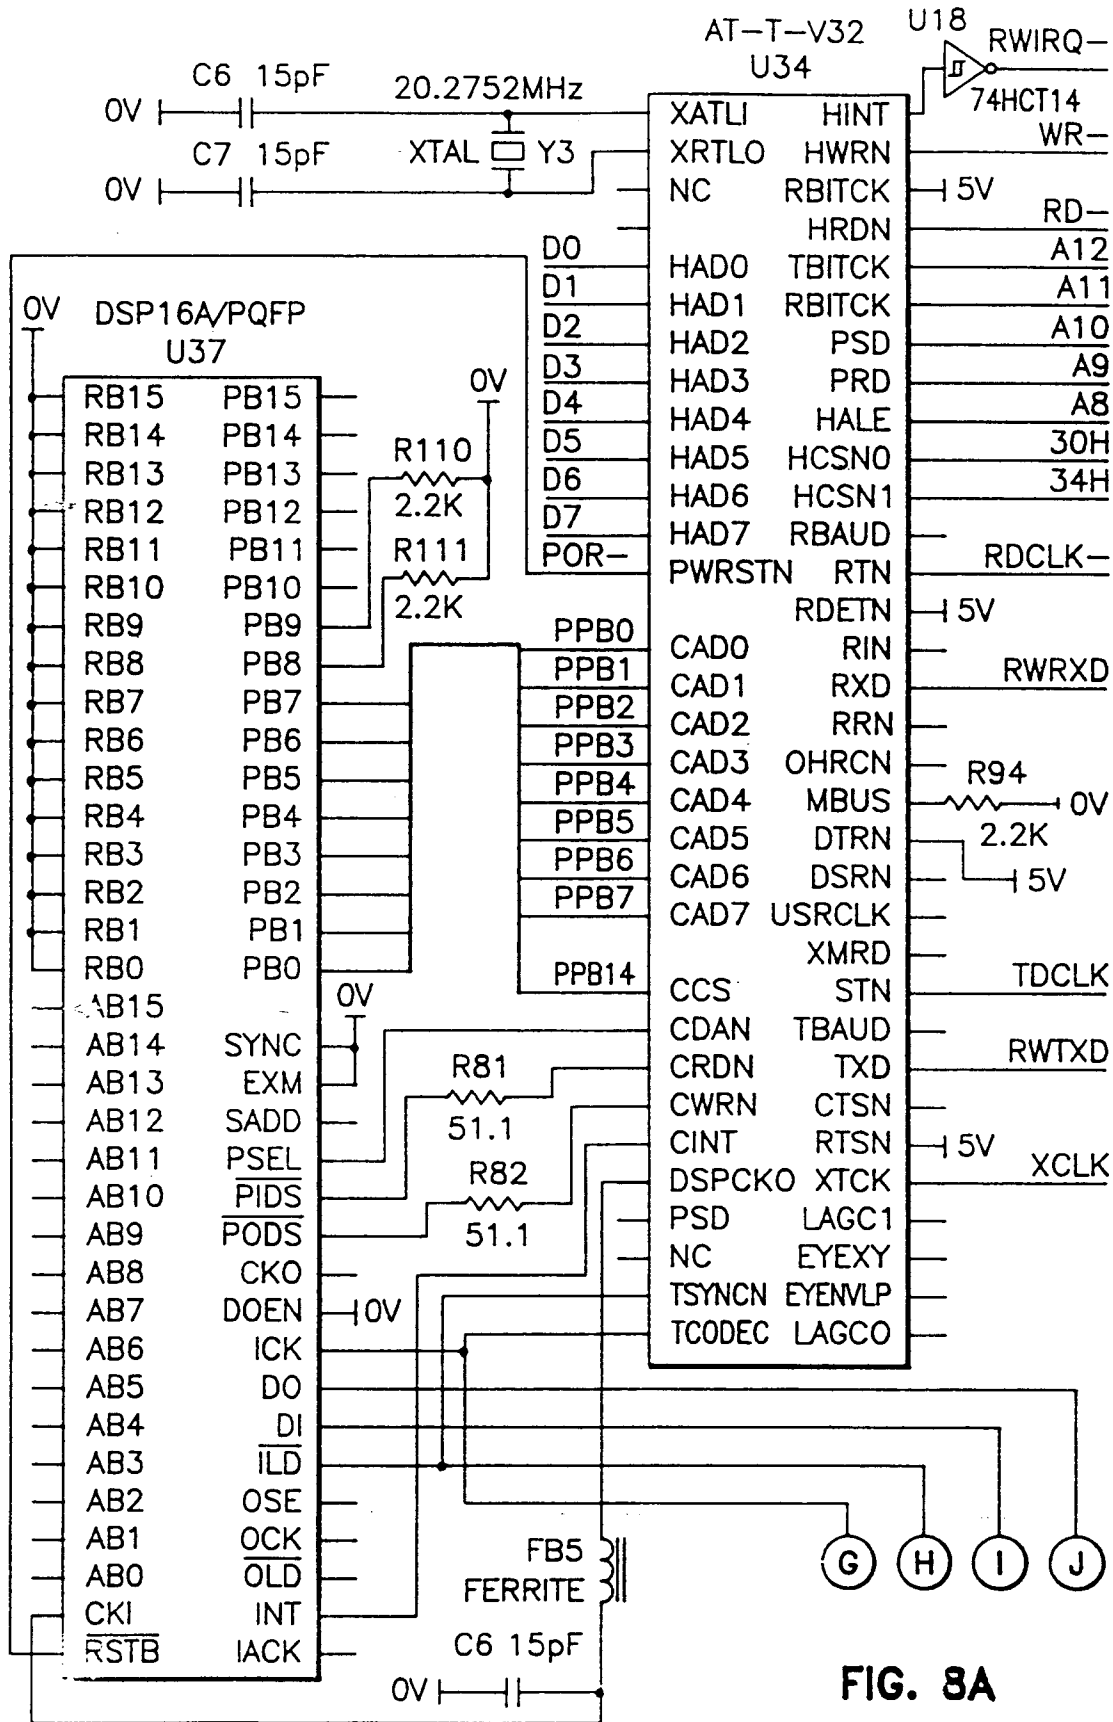 AT-T-V32
U34
U18
RWIRQ-
74HCT14
C6 15pF
20.2752MHz
0V
C7 15pF
XTAL
Y3
0V
XATLI HINT
XRTLO HWRN WR-
NC RBITCK 5V
HRDN RD-
D0 HAD0 TBITCK A12
D1 HAD1 RBITCK A11
D2 HAD2 PSD A10
D3 HAD3 PRD A9
D4 HAD4 HALE A8
D5 HAD5 HCSN0 30H
D6 HAD6 HCSN1 34H
D7 HAD7 RBAUD
POR- PWRSTN RTN RDCLK-
RDETN 5V
PPB0 CAD0 RIN
PPB1 CAD1 RXD RWRXD
PPB2 CAD2 RRN
PPB3 CAD3 OHRCN
PPB4 CAD4 MBUS R94 2.2K 0V
PPB5 CAD5 DTRN
PPB6 CAD6 DSRN 5V
PPB7 CAD7 USRCLK
XMRD
PPB14 CCS STN TDCLK
CDAN TBAUD
CRDN TXD RWTXD
CWRN CTSN
CINT RTSN 5V
DSPCKO XTCK XCLK
PSD LAGC1
NC EYEXY
TSYNCN EYENVLP
TCODEC LAGCO
0V
DSP16A/PQFP
U37
0V
R110
2.2K
R111
2.2K
RB15 PB15
RB14 PB14
RB13 PB13
RB12 PB12
RB11 PB11
RB10 PB10
RB9 PB9
RB8 PB8
RB7 PB7
RB6 PB6
RB5 PB5
RB4 PB4
RB3 PB3
RB2 PB2
RB1 PB1
RB0 PB0
AB15
0V
AB14 SYNC
AB13 EXM
AB12 SADD
AB11 PSEL
AB10 PIDS
AB9 PODS
AB8 CKO
AB7 DOEN 0V
AB6 ICK
AB5 DO
AB4 DI
AB3 ILD
AB2 OSE
AB1 OCK
AB0 OLD
CKI INT
RSTB IACK
R81
51.1
R82
51.1
FB5
FERRITE
C6 15pF
0V
G H I J
FIG. 8A